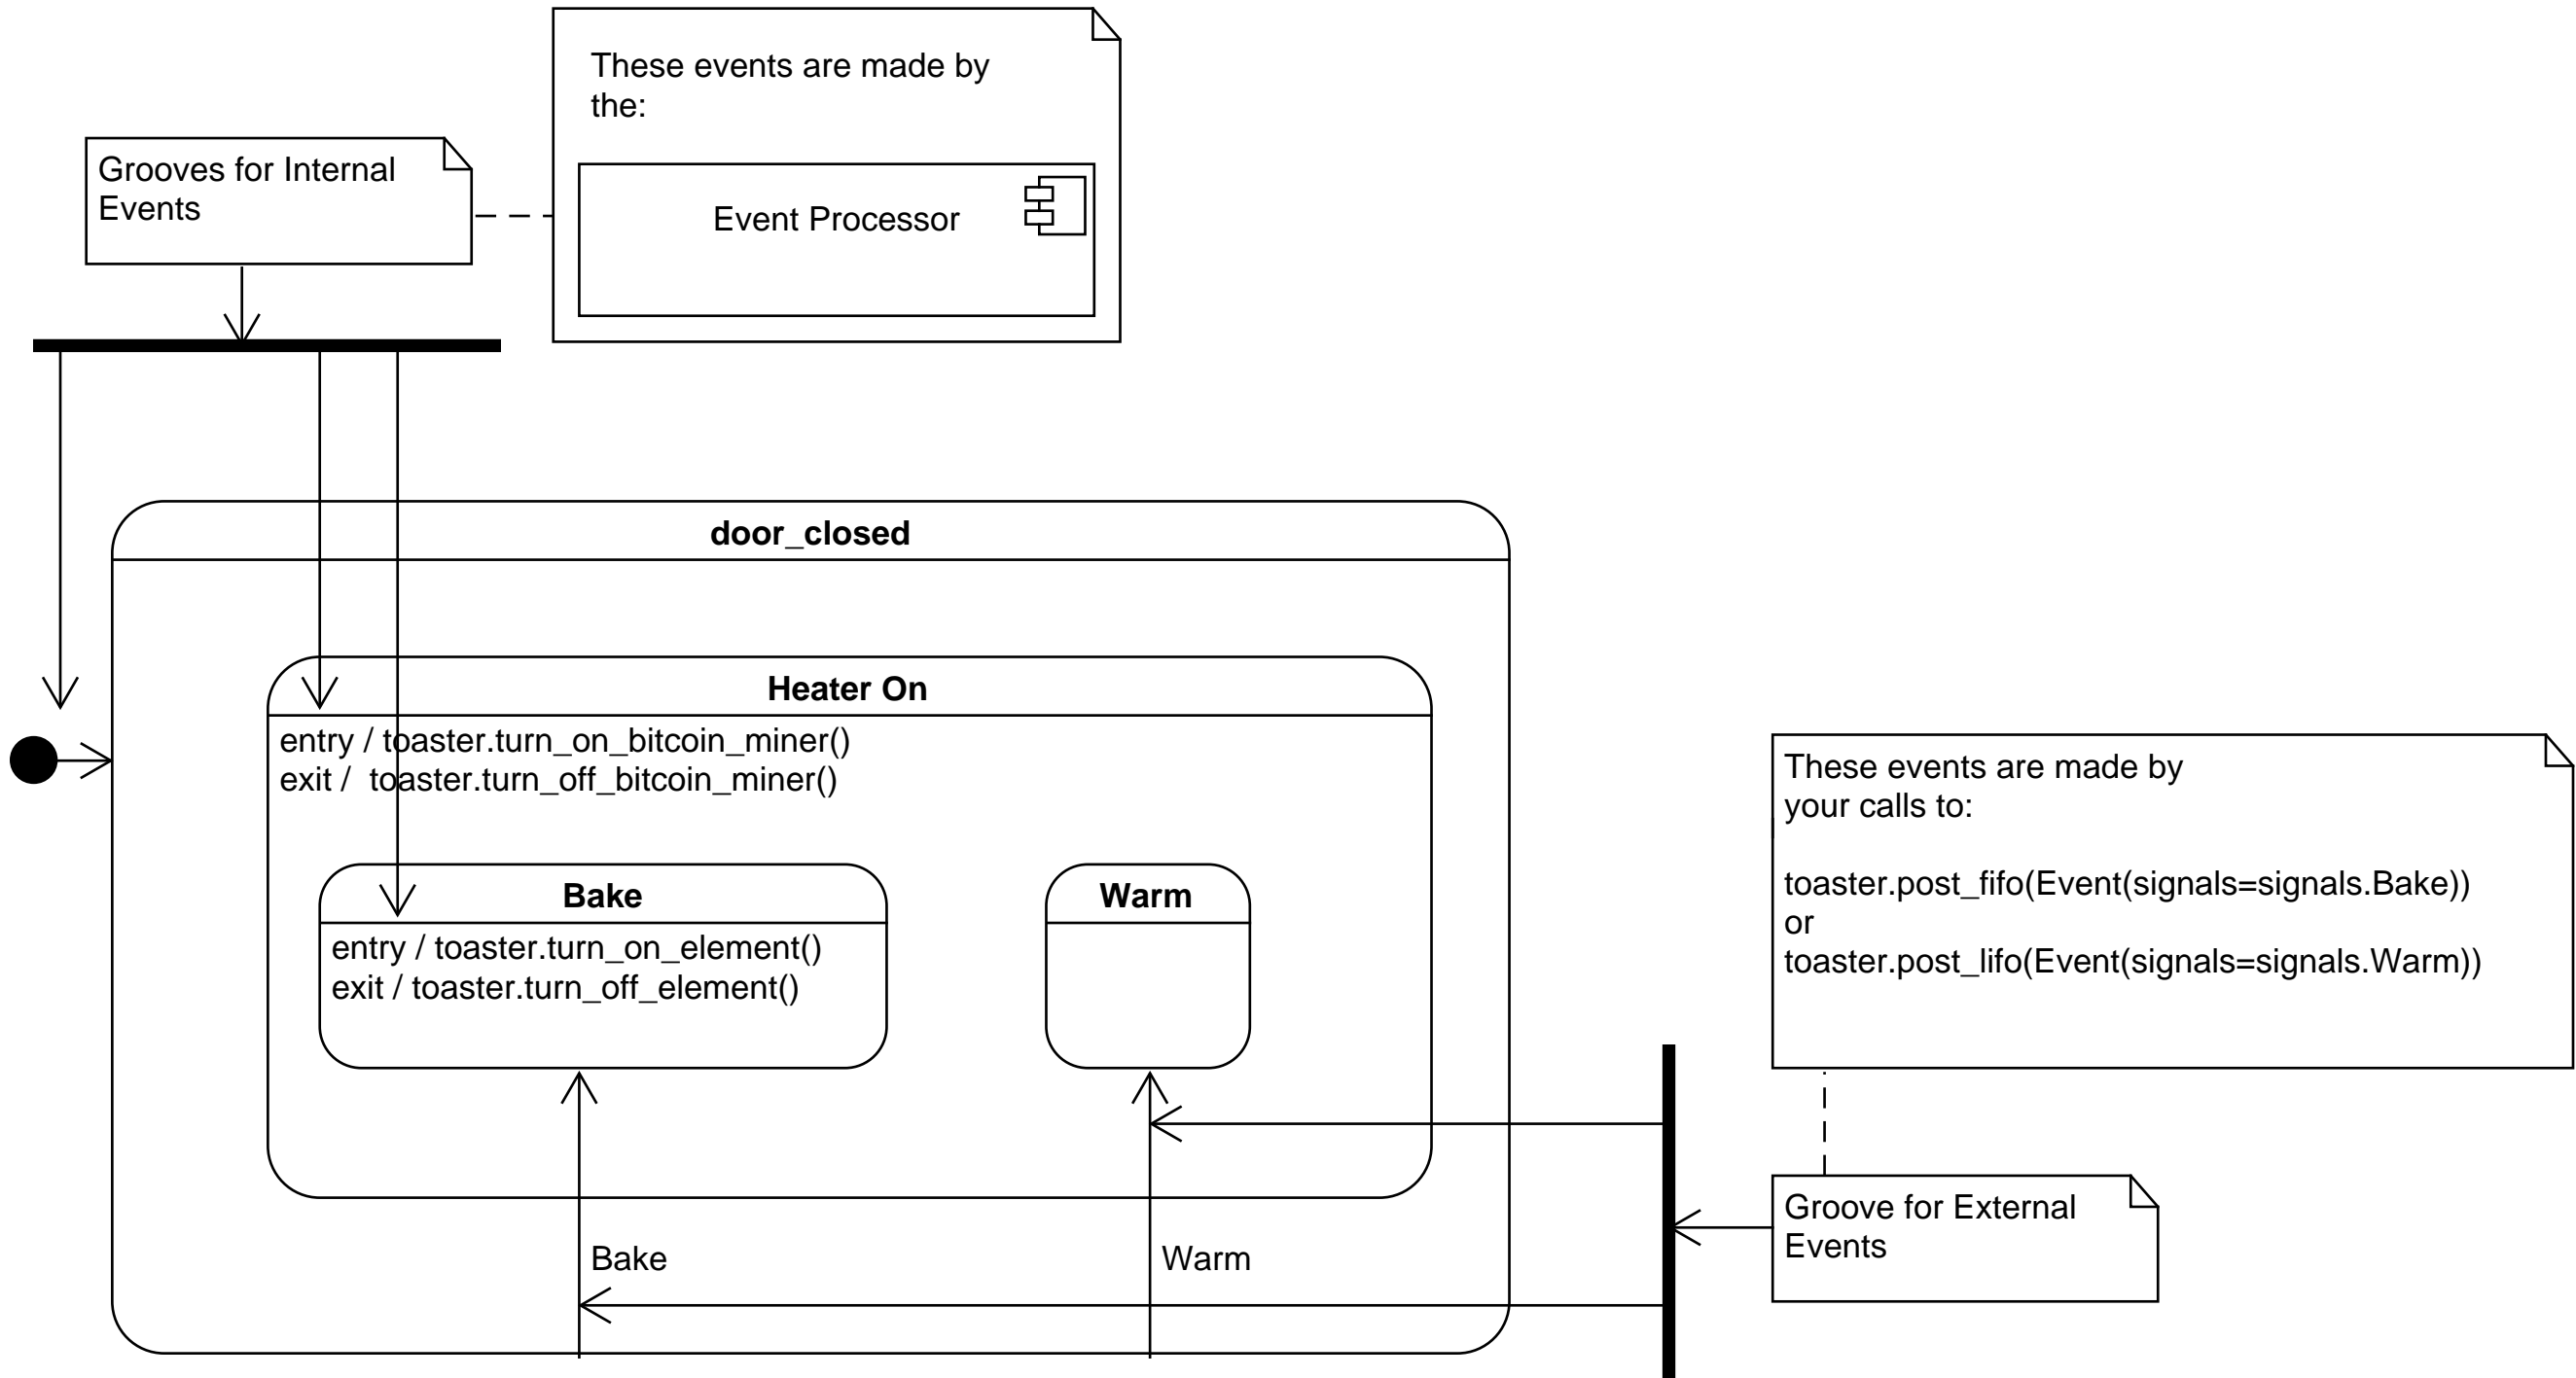 These events are made by
the:
Grooves for Internal
Events
Event Processor
door_closed
Heater On
entry / toaster.turn_on_bitcoin_miner()
exit /  toaster.turn_off_bitcoin_miner()
These events are made by
your calls to:
toaster.post_fifo(Event(signals=signals.Bake))
or
toaster.post_lifo(Event(signals=signals.Warm))
Bake
entry / toaster.turn_on_element()
exit / toaster.turn_off_element()
Warm
Groove for External
Events
Bake
Warm